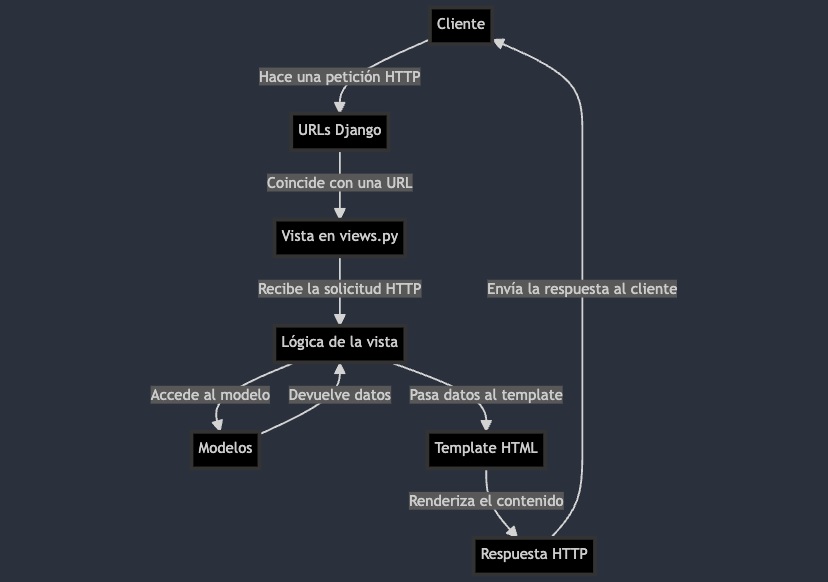 Cliente
Hace una petición HTTP
URLs Django
Coincide con una URL
Vista en views.py
Recibe la solicitud HTTP
Envía la respuesta al cliente
Lógica de la vista
Accede al modelo
Devuelve datos
Pasa datos al template
Modelos
Template HTML
Renderiza el contenido
Respuesta HTTP